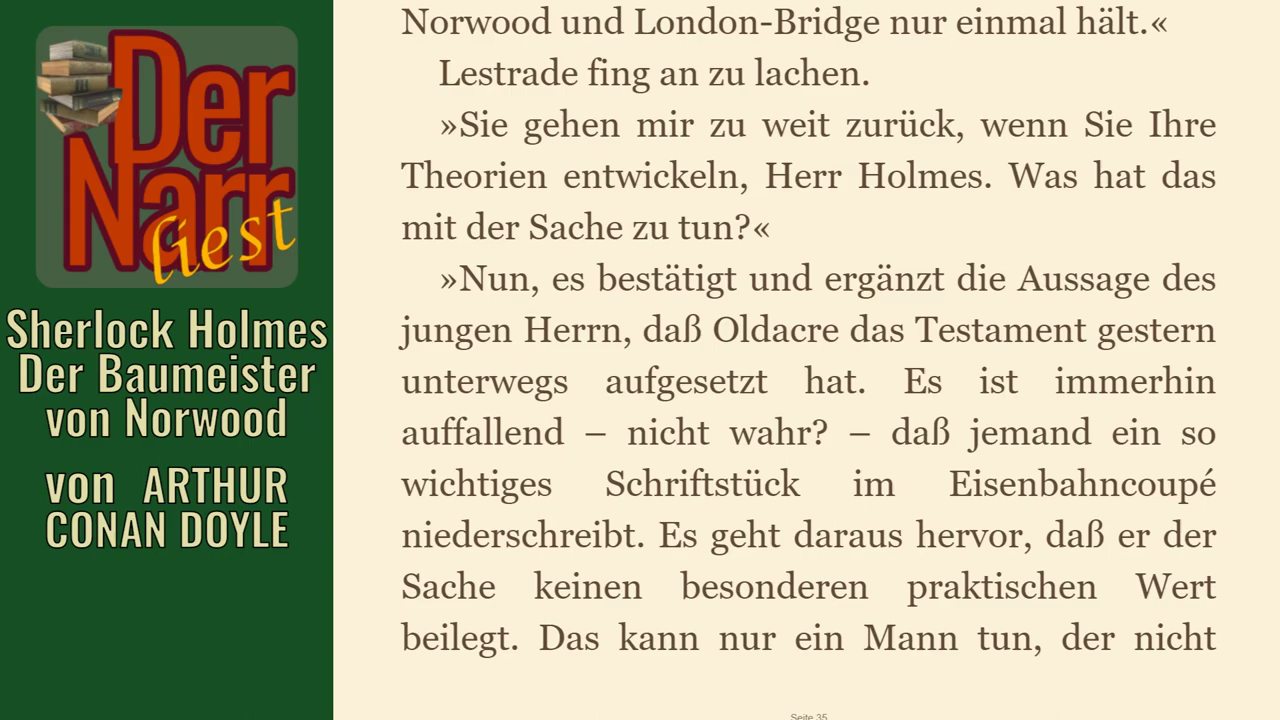 Der
Narr
liest
Sherlock Holmes
Der Baumeister
von Norwood
von ARTHUR
CONAN DOYLE
Norwood und London-Bridge nur einmal hält.«
Lestrade fing an zu lachen.
»Sie gehen mir zu weit zurück, wenn Sie Ihre
Theorien entwickeln, Herr Holmes. Was hat das
mit der Sache zu tun?«
»Nun, es bestätigt und ergänzt die Aussage des
jungen Herrn, daß Oldacre das Testament gestern
unterwegs aufgesetzt hat. Es ist immerhin
auffallend – nicht wahr? – daß jemand ein so
wichtiges Schriftstück im Eisenbahncoupé
niederschreibt. Es geht daraus hervor, daß er der
Sache keinen besonderen praktischen Wert
beilegt. Das kann nur ein Mann tun, der nicht
Seite 35